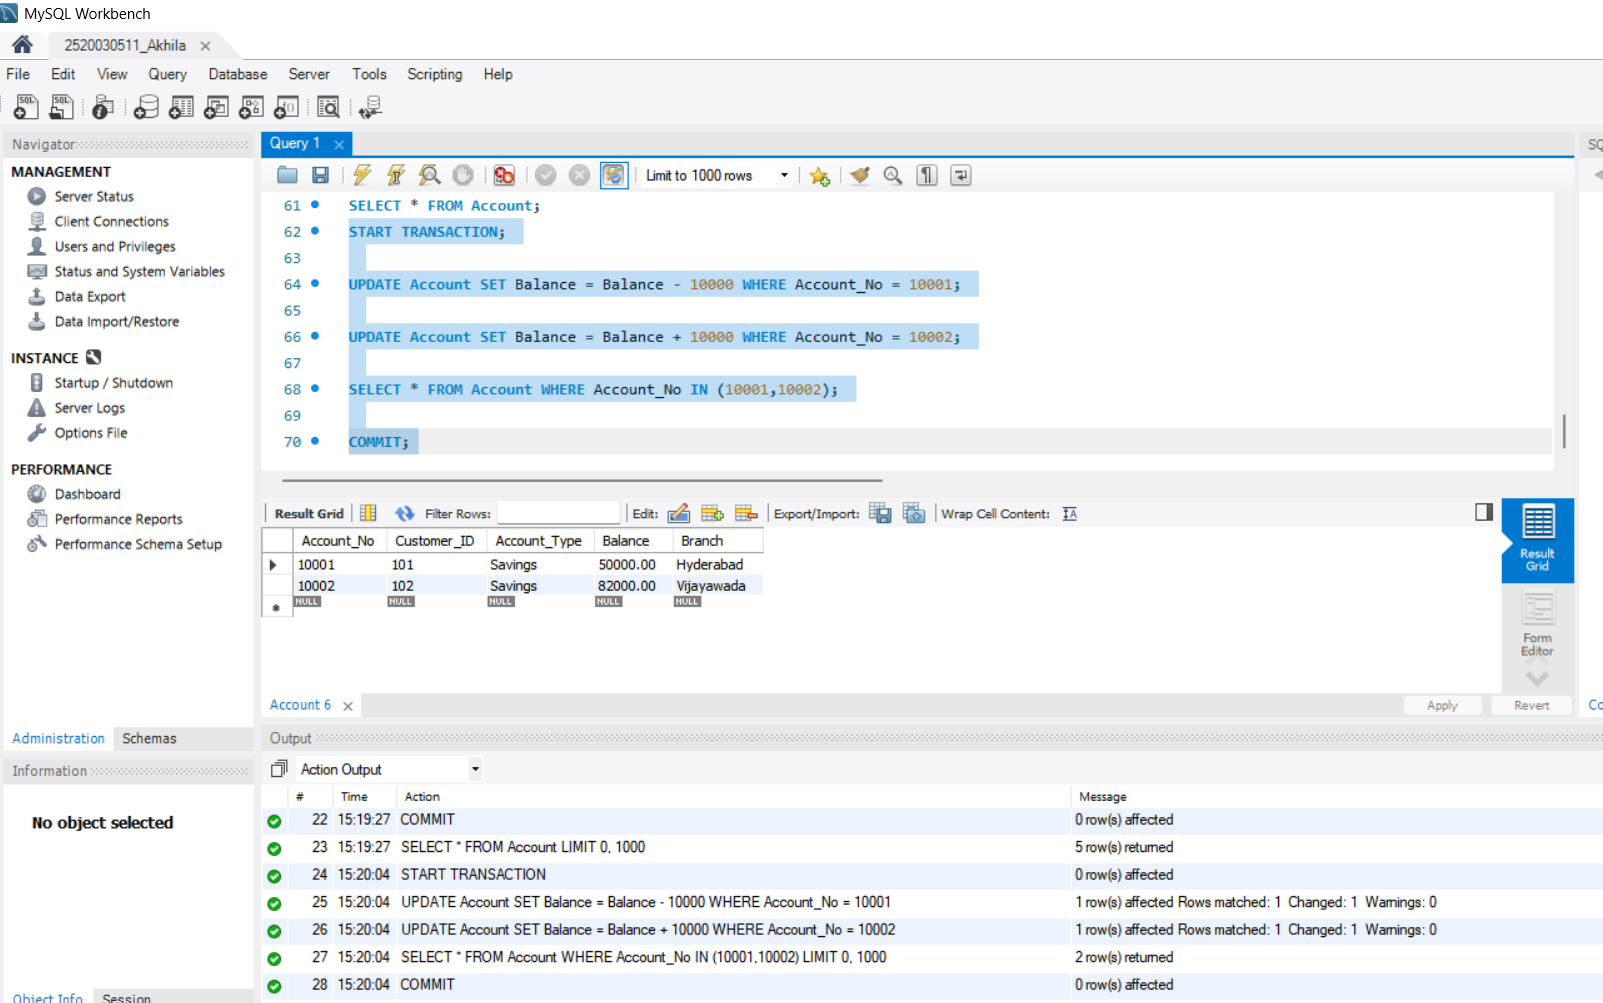 MySQL Workbench
2520030511_Akhila
File Edit View Query Database Server Tools Scripting Help
Navigator
MANAGEMENT
Server Status
Client Connections
Users and Privileges
Status and System Variables
Data Export
Data Import/Restore
INSTANCE
Startup / Shutdown
Server Logs
Options File
PERFORMANCE
Dashboard
Performance Reports
Performance Schema Setup
Administration Schemas
Information
No object selected
Object Info Session
Query 1
Limit to 1000 rows
61 SELECT * FROM Account;
62 START TRANSACTION;
63
64 UPDATE Account SET Balance = Balance - 10000 WHERE Account_No = 10001;
65
66 UPDATE Account SET Balance = Balance + 10000 WHERE Account_No = 10002;
67
68 SELECT * FROM Account WHERE Account_No IN (10001,10002);
69
70 COMMIT;
Result Grid Filter Rows: Edit: Export/Import: Wrap Cell Content:
Account_No Customer_ID Account_Type Balance Branch
10001 101 Savings 50000.00 Hyderabad
10002 102 Savings 82000.00 Vijayawada
NULL NULL NULL NULL NULL
Result
Grid
Form
Editor
Account 6 Apply Revert
Output
Action Output
# Time Action Message
22 15:19:27 COMMIT 0 row(s) affected
23 15:19:27 SELECT * FROM Account LIMIT 0, 1000 5 row(s) returned
24 15:20:04 START TRANSACTION 0 row(s) affected
25 15:20:04 UPDATE Account SET Balance = Balance - 10000 WHERE Account_No = 10001 1 row(s) affected Rows matched: 1 Changed: 1 Warnings: 0
26 15:20:04 UPDATE Account SET Balance = Balance + 10000 WHERE Account_No = 10002 1 row(s) affected Rows matched: 1 Changed: 1 Warnings: 0
27 15:20:04 SELECT * FROM Account WHERE Account_No IN (10001,10002) LIMIT 0, 1000 2 row(s) returned
28 15:20:04 COMMIT 0 row(s) affected